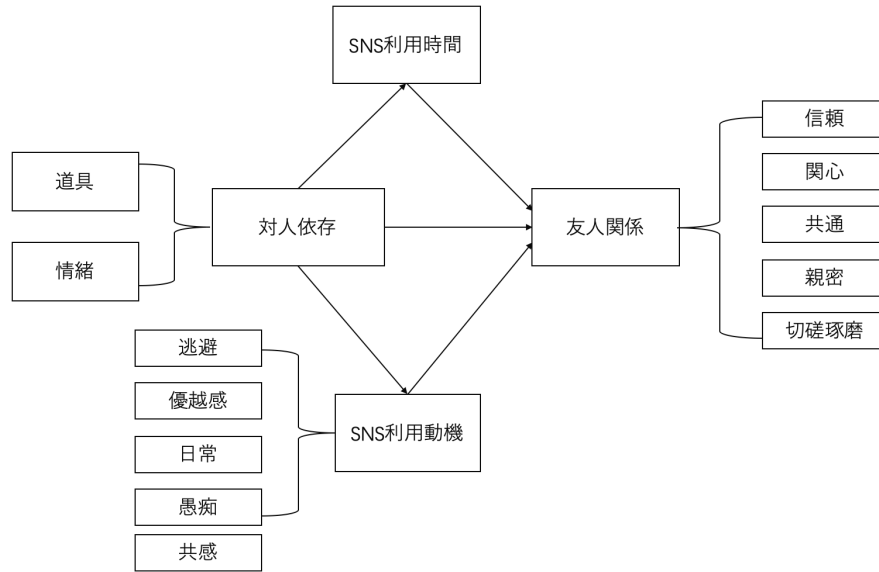 SNS利用時間
道具
情緒
対人依存
友人関係
信頼
関心
共通
親密
切磋琢磨
逃避
優越感
日常
愚痴
共感
SNS利用動機